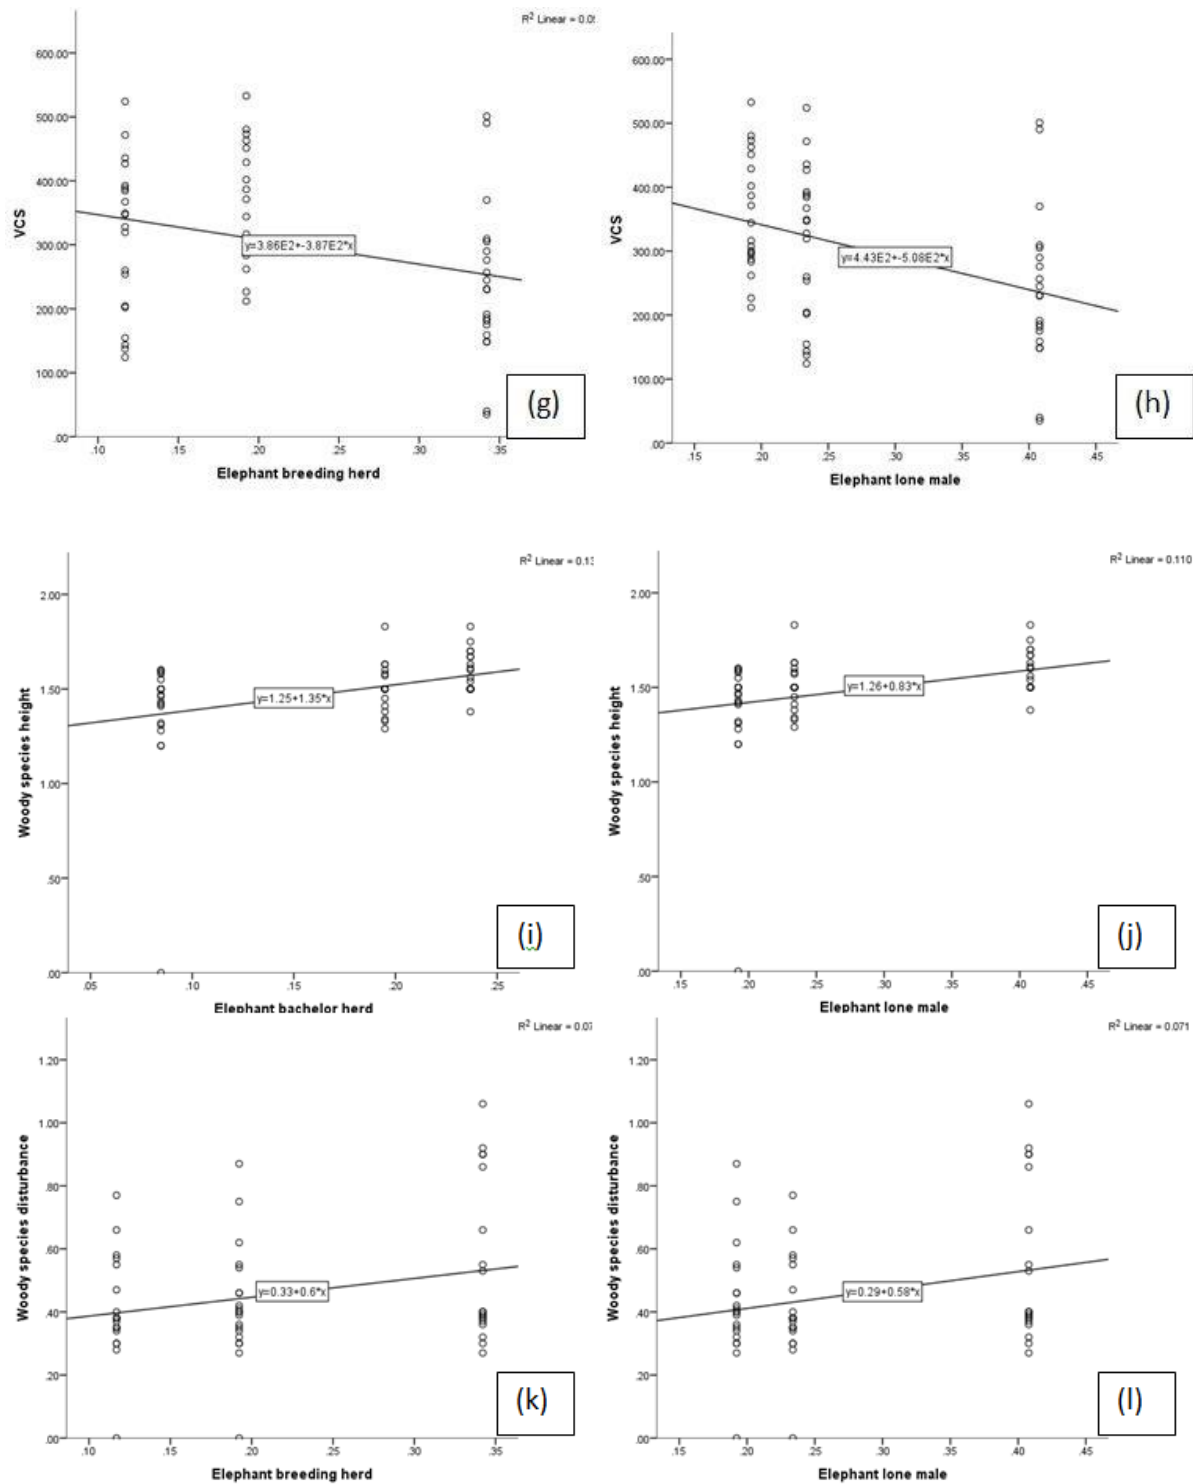 R² Linear = 0.0
600.00
500.00
400.00
300.00
200.00
100.00
.00
VCS
y=3.86E2+-3.87E2*x
(g)
.10 .15 .20 .25 .30 .35
Elephant breeding herd
600.00
500.00
400.00
300.00
200.00
100.00
.00
VCS
y=4.43E2+-5.08E2*x
(h)
.15 .20 .25 .30 .35 .40 .45
Elephant lone male
R² Linear = 0.1
2.00
1.50
1.00
.50
.00
Woody species height
y=1.25+1.35*x
(i)
.05 .10 .15 .20 .25
Elephant bachelor herd
R² Linear = 0.110
2.00
1.50
1.00
.50
.00
Woody species height
y=1.26+0.83*x
(j)
.15 .20 .25 .30 .35 .40 .45
Elephant lone male
R² Linear = 0.0
1.20
1.00
.80
.60
.40
.20
.00
Woody species disturbance
y=0.33+0.6*x
(k)
.10 .15 .20 .25 .30 .35
Elephant breeding herd
R² Linear = 0.071
1.20
1.00
.80
.60
.40
.20
.00
Woody species disturbance
y=0.29+0.58*x
(l)
.15 .20 .25 .30 .35 .40 .45
Elephant lone male